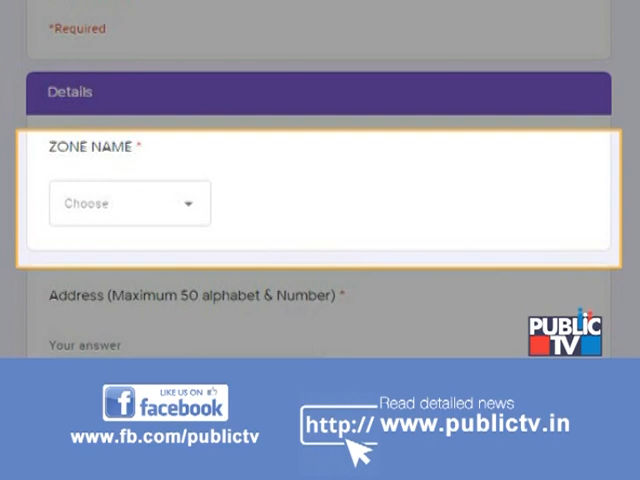 *Required
Details
ZONE NAME *
Choose
Address (Maximum 50 alphabet & Number) *
Your answer
PUBLIC
TV
LIKE US ON
facebook
www.fb.com/publictv
Read detailed news
http:// www.publictv.in